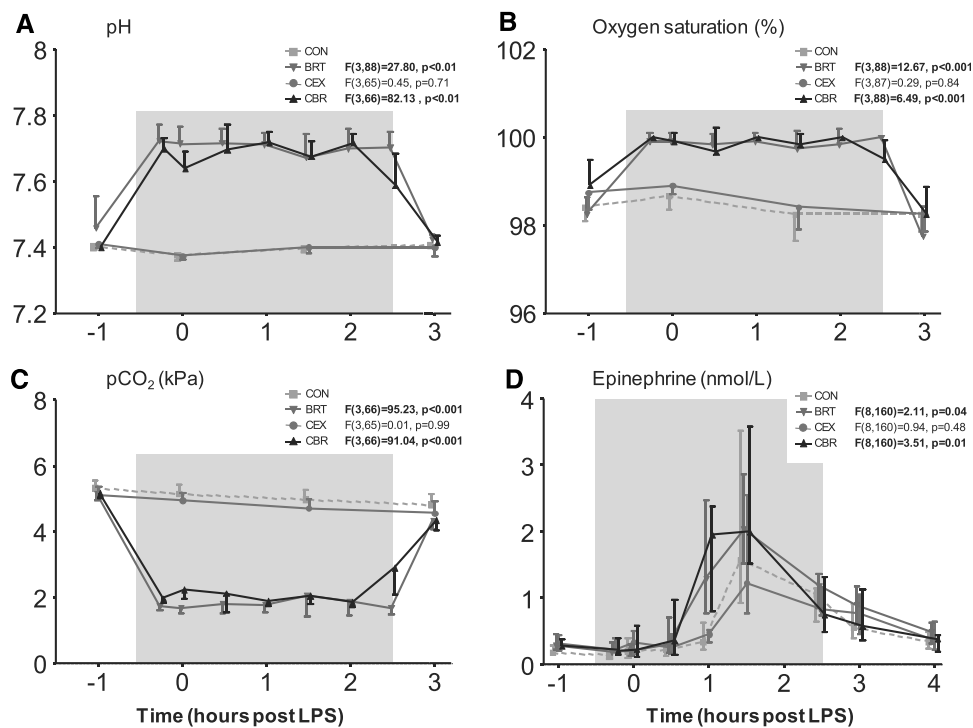 A pH
8
7.8
7.6
7.4
7.2
-1 0 1 2 3
CON
BRT F(3,88)=27.80, p<0.01
CEX F(3,65)=0.45, p=0.71
CBR F(3,66)=82.13 , p<0.01
B Oxygen saturation (%)
102
100
98
96
-1 0 1 2 3
CON
BRT F(3,88)=12.67, p<0.001
CEX F(3,87)=0.29, p=0.84
CBR F(3,88)=6.49, p<0.001
C pCO₂ (kPa)
8
6
4
2
0
-1 0 1 2 3
CON
BRT F(3,66)=95.23, p<0.001
CEX F(3,65)=0.01, p=0.99
CBR F(3,66)=91.04, p<0.001
Time (hours post LPS)
D Epinephrine (nmol/L)
4
3
2
1
0
-1 0 1 2 3 4
CON
BRT F(8,160)=2.11, p=0.04
CEX F(8,160)=0.94, p=0.48
CBR F(8,160)=3.51, p=0.01
Time (hours post LPS)